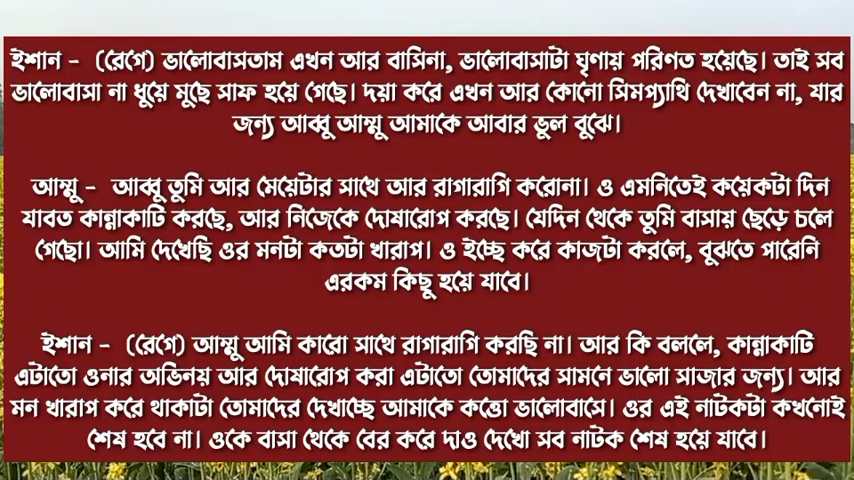 ইশান - (রেগে) ভালোবাসতাম এখন আর বাসিনা, ভালোবাসাটা ঘৃণায় পরিণত হয়েছে। তাই সব
ভালোবাসা না ধুয়ে মুছে সাফ হয়ে গেছে। দয়া করে এখন আর কোনো সিমপ্যাথি দেখাবেন না, যার
জন্য আব্বু আম্মু আমাকে আবার ভুল বুঝে।
আম্মু - আব্বু তুমি আর মেয়েটার সাথে আর রাগারাগি করোনা। ও এমনিতেই কয়েকটা দিন
যাবত কান্নাকাটি করছে, আর নিজেকে দোষারোপ করছে। যেদিন থেকে তুমি বাসায় ছেড়ে চলে
গেছো। আমি দেখেছি ওর মনটা কতটা খারাপ। ও ইচ্ছে করে কাজটা করলে, বুঝতে পারেনি
এরকম কিছু হয়ে যাবে।
ইশান - (রেগে) আম্মু আমি কারো সাথে রাগারাগি করছি না। আর কি বললে, কান্নাকাটি
এটাতো ওনার অভিনয় আর দোষারোপ করা এটাতো তোমাদের সামনে ভালো সাজার জন্য। আর
মন খারাপ করে থাকাটা তোমাদের দেখাচ্ছে আমাকে কত্তো ভালোবাসে। ওর এই নাটকটা কখনোই
শেষ হবে না। ওকে বাসা থেকে বের করে দাও দেখো সব নাটক শেষ হয়ে যাবে।